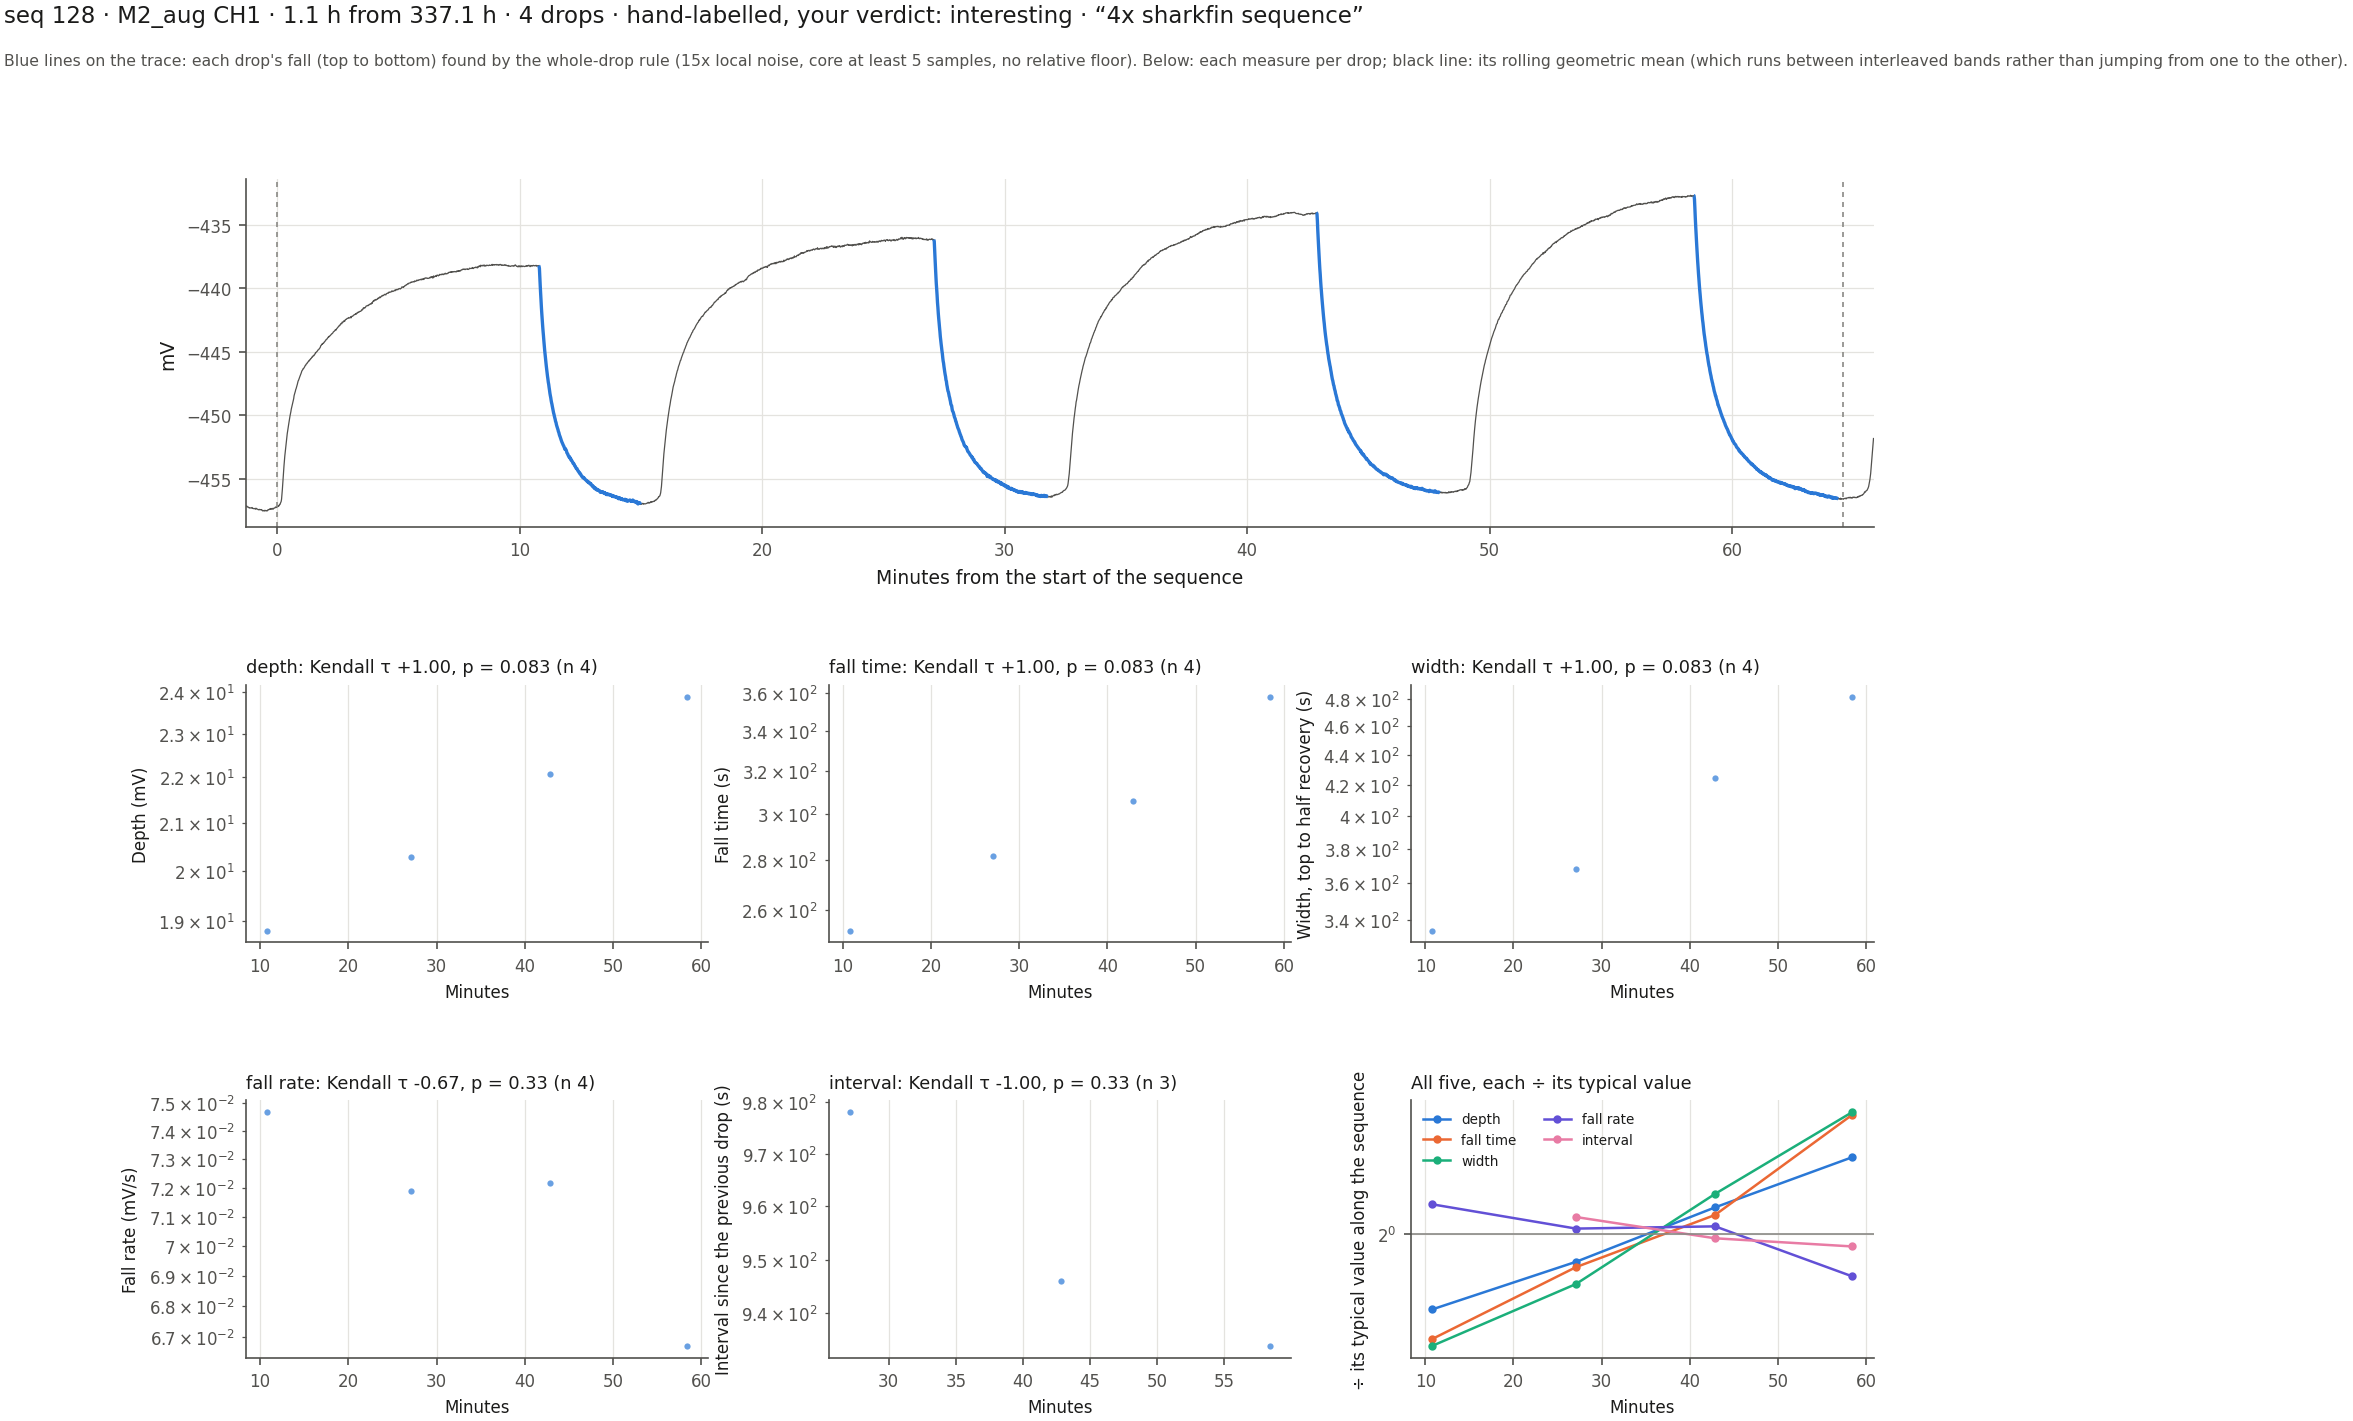 seq 128 · M2_aug CH1 · 1.1 h from 337.1 h · 4 drops · hand-labelled, your verdict: interesting · “4x sharkfin sequence”
Blue lines on the trace: each drop's fall (top to bottom) found by the whole-drop rule (15x local noise, core at least 5 samples, no relative floor). Below: each measure per drop; black line: its rolling geometric mean (which runs between interleaved bands rather than jumping from one to the other).
mV
−435
−440
−445
−450
−455
0 10 20 30 40 50 60
Minutes from the start of the sequence
depth: Kendall τ +1.00, p = 0.083 (n 4)
Depth (mV)
2.4 × 10¹
2.3 × 10¹
2.2 × 10¹
2.1 × 10¹
2 × 10¹
1.9 × 10¹
10 20 30 40 50 60
Minutes
fall time: Kendall τ +1.00, p = 0.083 (n 4)
Fall time (s)
3.6 × 10²
3.4 × 10²
3.2 × 10²
3 × 10²
2.8 × 10²
2.6 × 10²
10 20 30 40 50 60
Minutes
width: Kendall τ +1.00, p = 0.083 (n 4)
Width, top to half recovery (s)
4.8 × 10²
4.6 × 10²
4.4 × 10²
4.2 × 10²
4 × 10²
3.8 × 10²
3.6 × 10²
3.4 × 10²
10 20 30 40 50 60
Minutes
fall rate: Kendall τ -0.67, p = 0.33 (n 4)
Fall rate (mV/s)
7.5 × 10⁻²
7.4 × 10⁻²
7.3 × 10⁻²
7.2 × 10⁻²
7.1 × 10⁻²
7 × 10⁻²
6.9 × 10⁻²
6.8 × 10⁻²
6.7 × 10⁻²
10 20 30 40 50 60
Minutes
interval: Kendall τ -1.00, p = 0.33 (n 3)
Interval since the previous drop (s)
9.8 × 10²
9.7 × 10²
9.6 × 10²
9.5 × 10²
9.4 × 10²
30 35 40 45 50 55
Minutes
All five, each ÷ its typical value
÷ its typical value along the sequence
2⁰
depth
fall time
width
fall rate
interval
10 20 30 40 50 60
Minutes